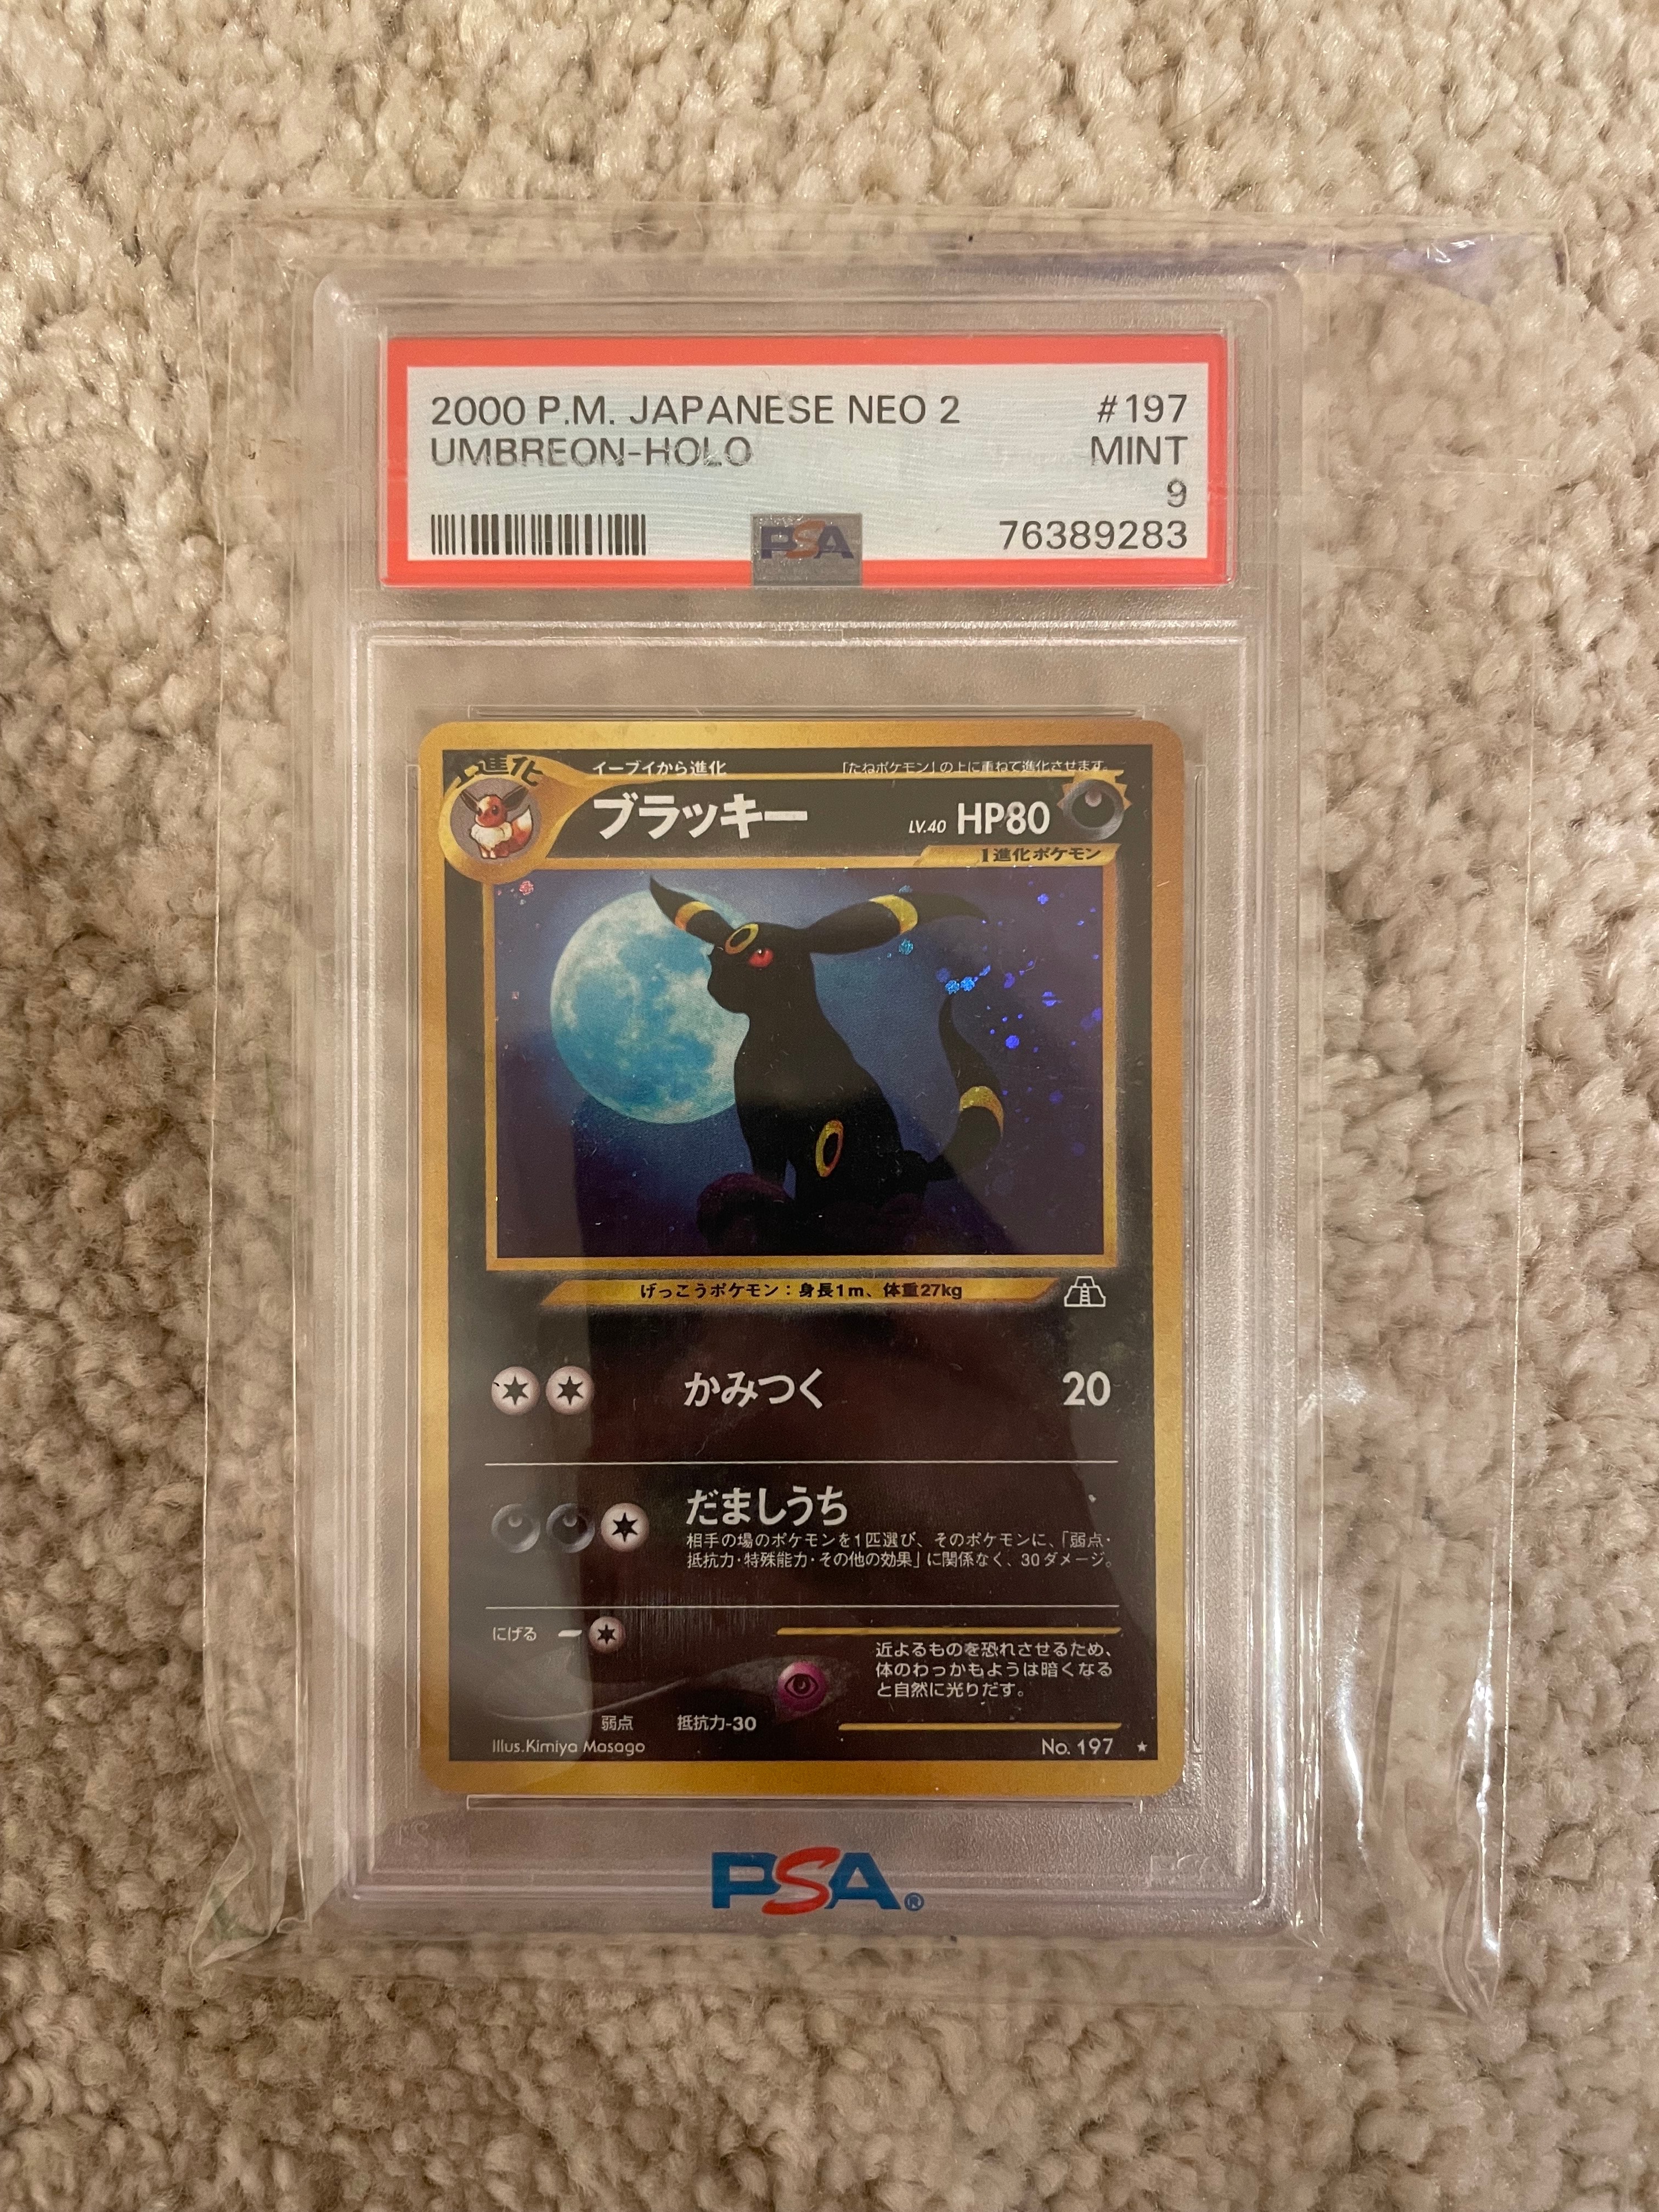 2000 P.M. JAPANESE NEO 2 #197
UMBREON-HOLO MINT
9
PSA 76389283
イーブイから進化 「たねポケモン」の上に重ねて進化させます。
進化
ブラッキー LV.40 HP80
1進化ポケモン
げっこうポケモン：身長1m、体重27kg
かみつく 20
だましうち
相手の場のポケモンを1匹選び、そのポケモンに、「弱点・
抵抗力・特殊能力・その他の効果」に関係なく、30ダメージ。
にげる
近よるものを恐れさせるため、
体のわっかもようは暗くなる
と自然に光りだす。
弱点 抵抗力-30
Illus.Kimiya Masago No. 197 ★
PSA®